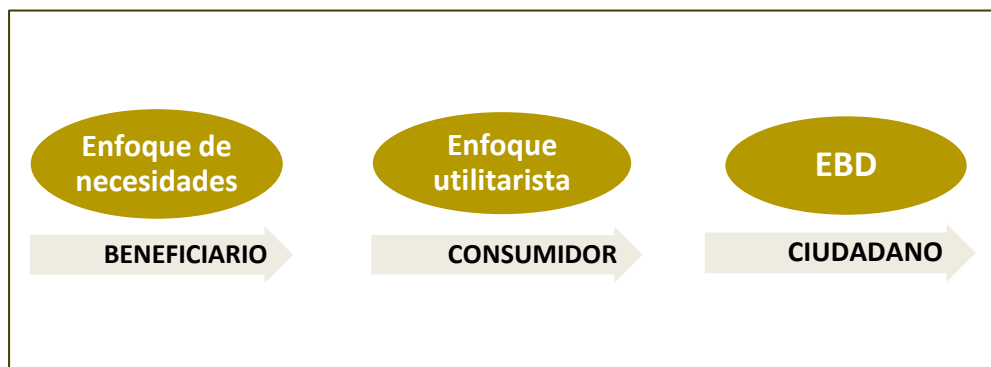 Enfoque de
necesidades
Enfoque
utilitarista
EBD
BENEFICIARIO
CONSUMIDOR
CIUDADANO